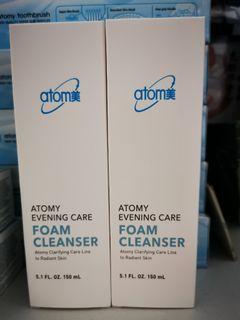 atomy toothbrush
atom美
ATOMY
EVENING CARE
FOAM
CLEANSER
Atomy Clarifying Care Line
to Radiant Skin
5.1 FL. OZ. 150 mL
atom美
ATOMY
EVENING CARE
FOAM
CLEANSER
Atomy Clarifying Care Line
to Radiant Skin
5.1 FL. OZ. 150 mL